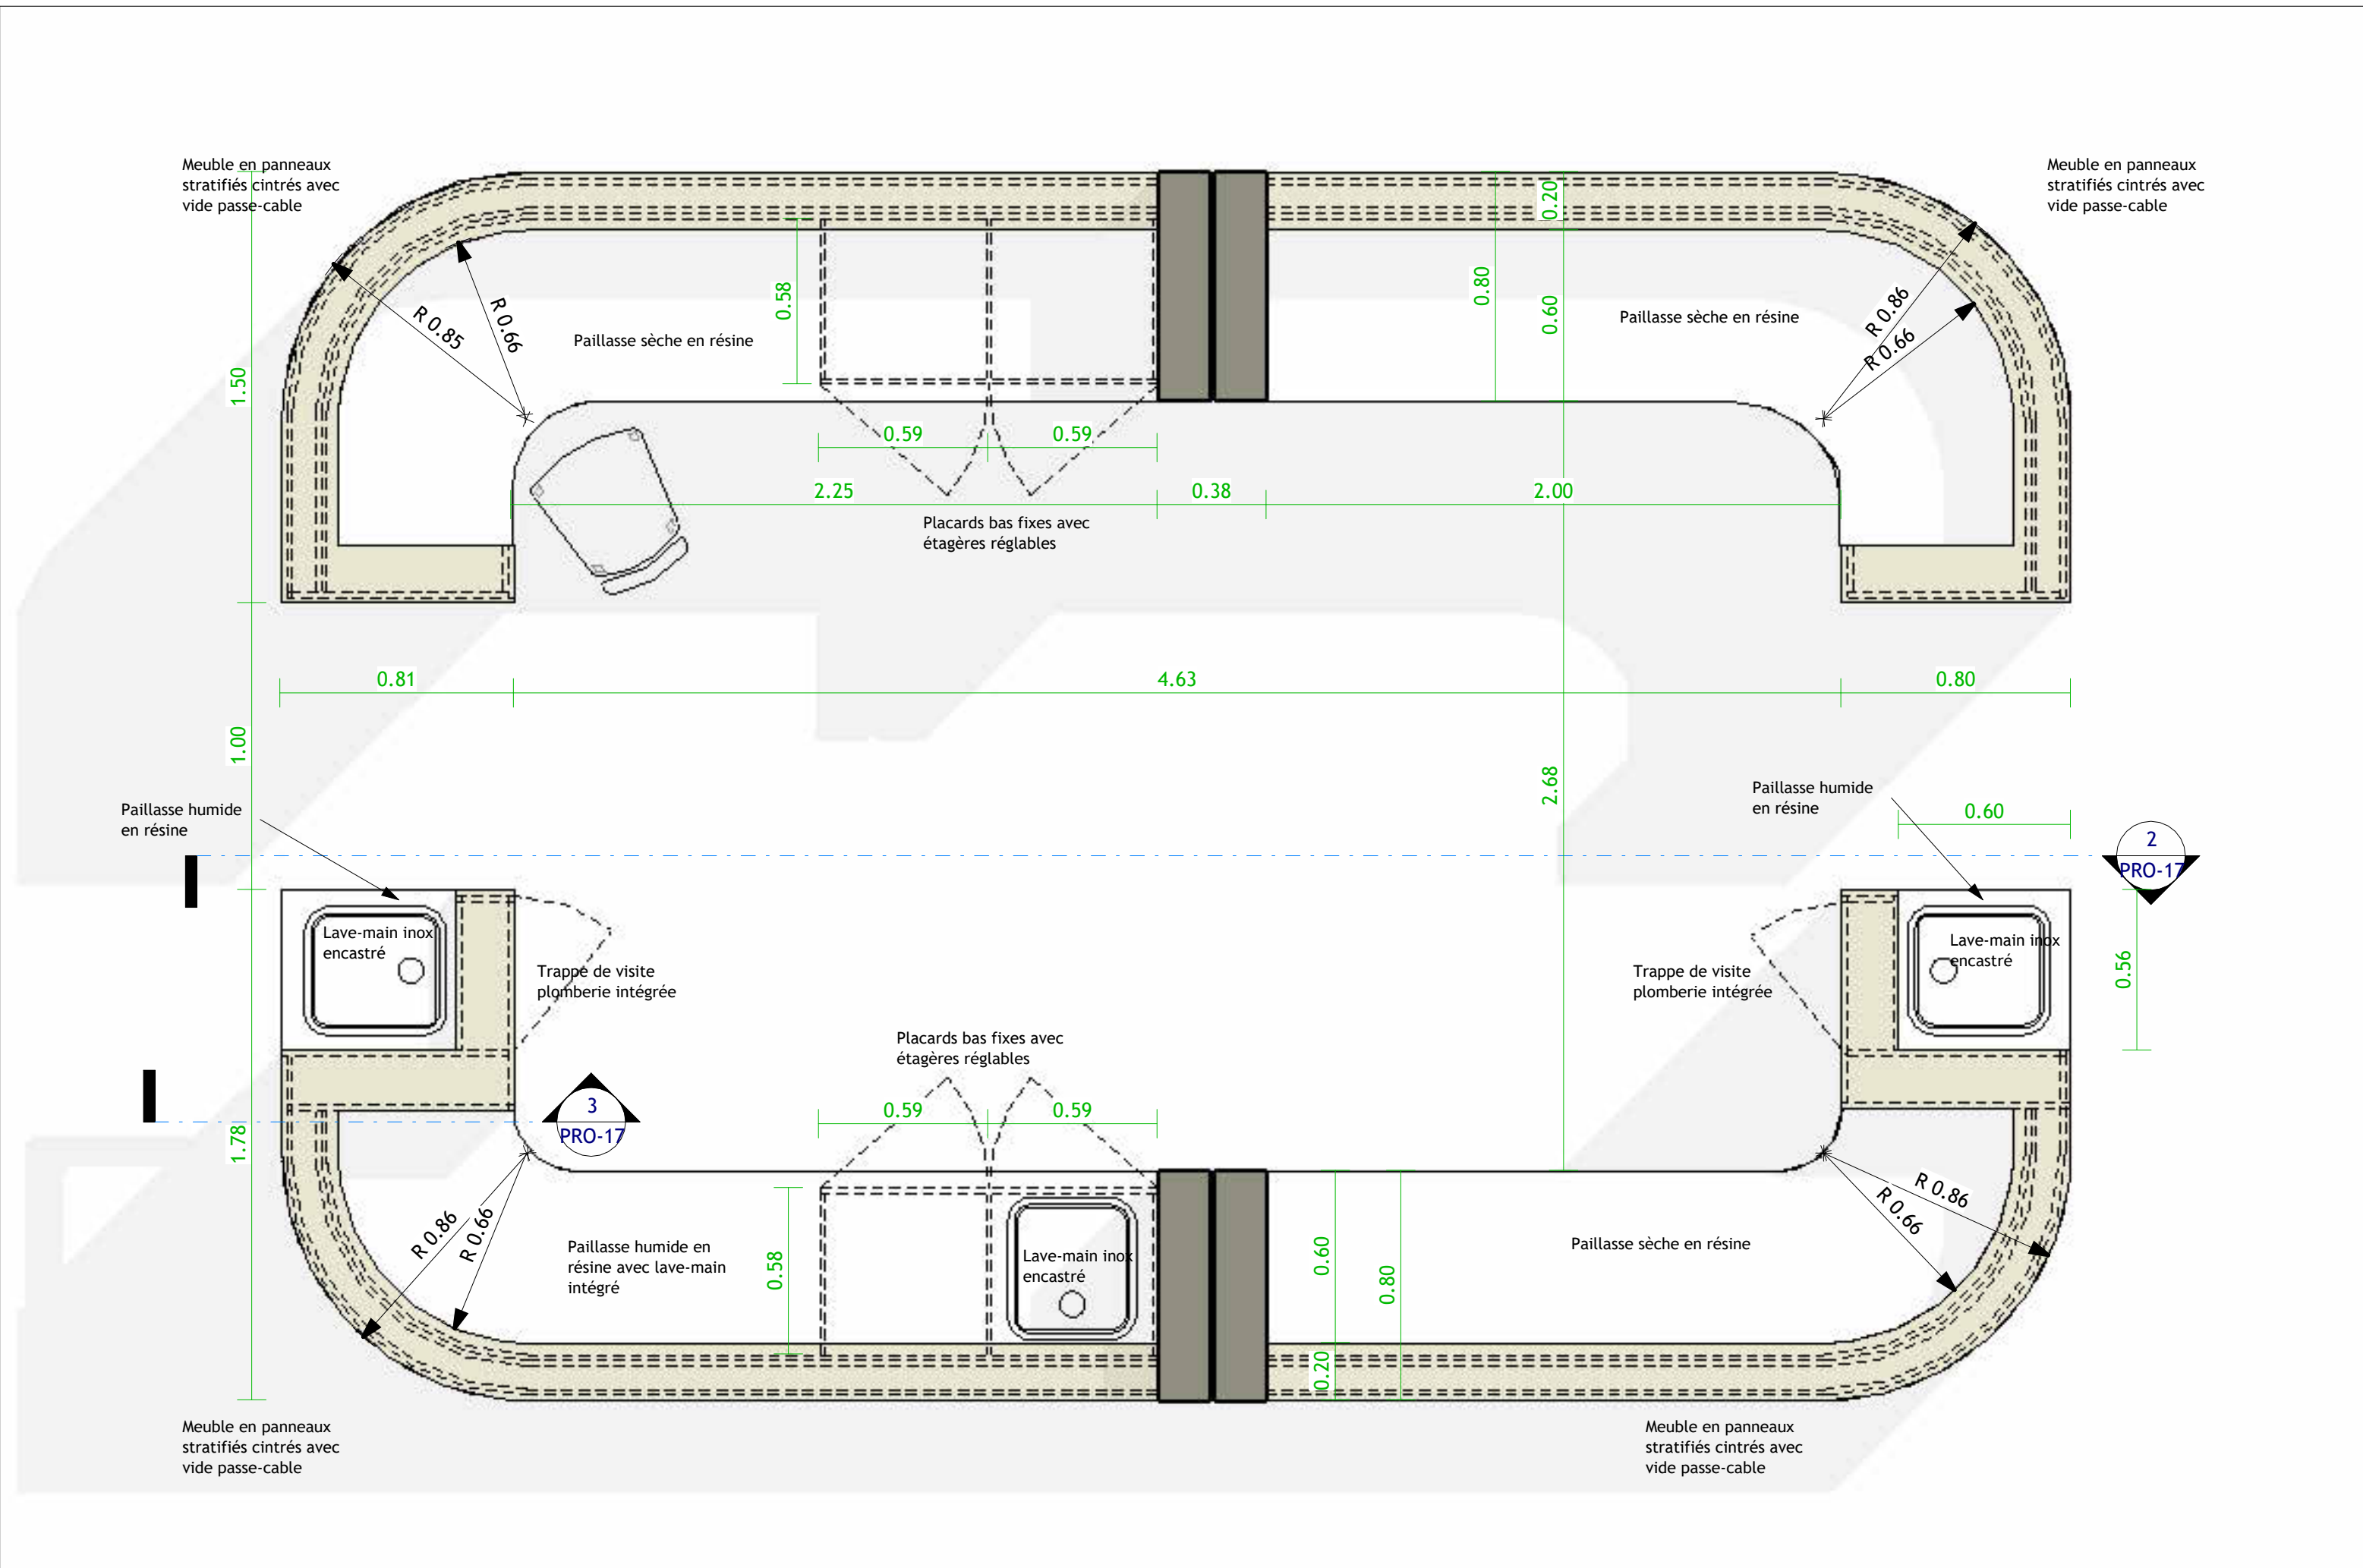 Meuble en panneaux
stratifiés cintrés avec
vide passe-cable
Meuble en panneaux
stratifiés cintrés avec
vide passe-cable
0.20
0.80
0.60
0.58
R 0.85
R 0.66
Paillasse sèche en résine
Paillasse sèche en résine
R 0.86
R 0.66
1.50
0.59
0.59
2.25
0.38
2.00
Placards bas fixes avec
étagères réglables
0.81
4.63
0.80
1.00
2.68
Paillasse humide
en résine
Paillasse humide
en résine
0.60
2
PRO-17
Lave-main inox
encastré
Lave-main inox
encastré
0.56
Trappe de visite
plomberie intégrée
Trappe de visite
plomberie intégrée
Placards bas fixes avec
étagères réglables
0.59
0.59
3
PRO-17
1.78
R 0.86
R 0.66
Paillasse humide en
résine avec lave-main
intégré
0.58
Lave-main inox
encastré
0.60
0.80
0.20
Paillasse sèche en résine
R 0.86
R 0.66
Meuble en panneaux
stratifiés cintrés avec
vide passe-cable
Meuble en panneaux
stratifiés cintrés avec
vide passe-cable